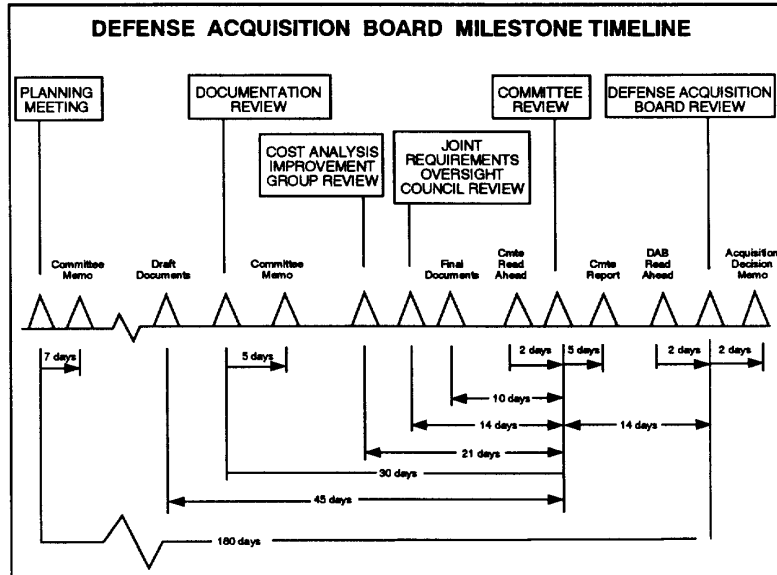 DEFENSE ACQUISITION BOARD MILESTONE TIMELINE
PLANNING
MEETING
DOCUMENTATION
REVIEW
COMMITTEE
REVIEW
DEFENSE ACQUISITION
BOARD REVIEW
COST ANALYSIS
IMPROVEMENT
GROUP REVIEW
JOINT
REQUIREMENTS
OVERSIGHT
COUNCIL REVIEW
Committee
Memo
Draft
Documents
Committee
Memo
Final
Documents
Cmte
Read
Ahead
Cmte
Report
DAB
Read
Ahead
Acquisition
Decision
Memo
7 days
5 days
2 days
5 days
2 days
2 days
10 days
14 days
14 days
21 days
30 days
45 days
180 days